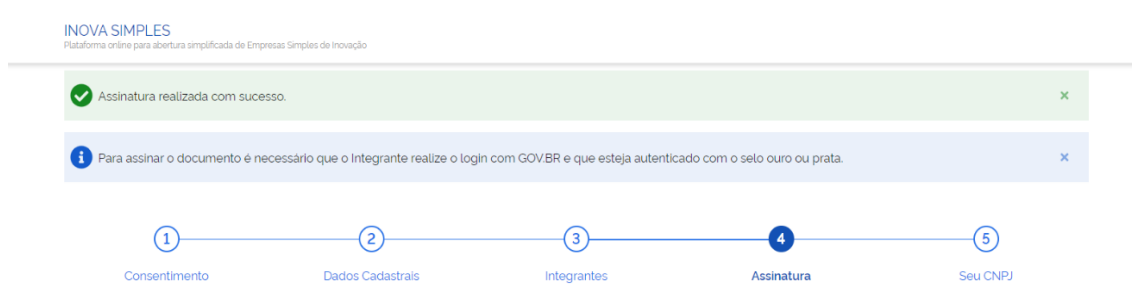 INOVA SIMPLES
Plataforma online para abertura simplificada de Empresas Simples de Inovação
Assinatura realizada com sucesso.
×
Para assinar o documento é necessário que o Integrante realize o login com GOV.BR e que esteja autenticado com o selo ouro ou prata.
×
1 2 3 4 5
Consentimento Dados Cadastrais Integrantes Assinatura Seu CNPJ